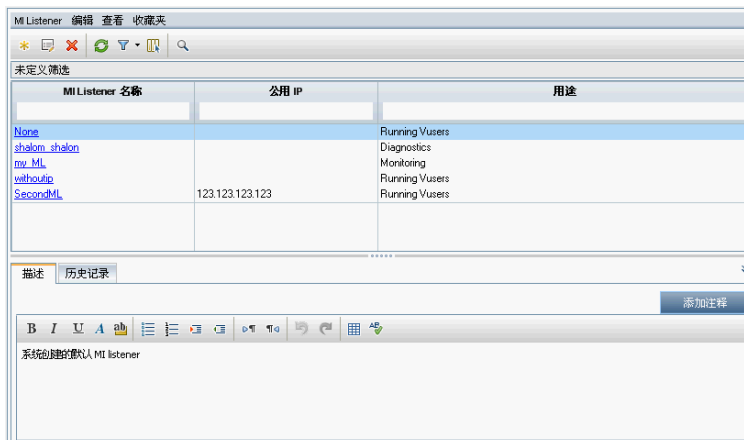 MI Listener 编辑 查看 收藏夹
未定义筛选
MI Listener 名称 公用 IP 用途
None Running Vusers
shalom_shalon Diagnostics
my_ML Monitoring
withoutip Running Vusers
SecondML 123.123.123.123 Running Vusers
描述 历史记录
添加注释
B I U A ab
系统创建的默认 MI listener